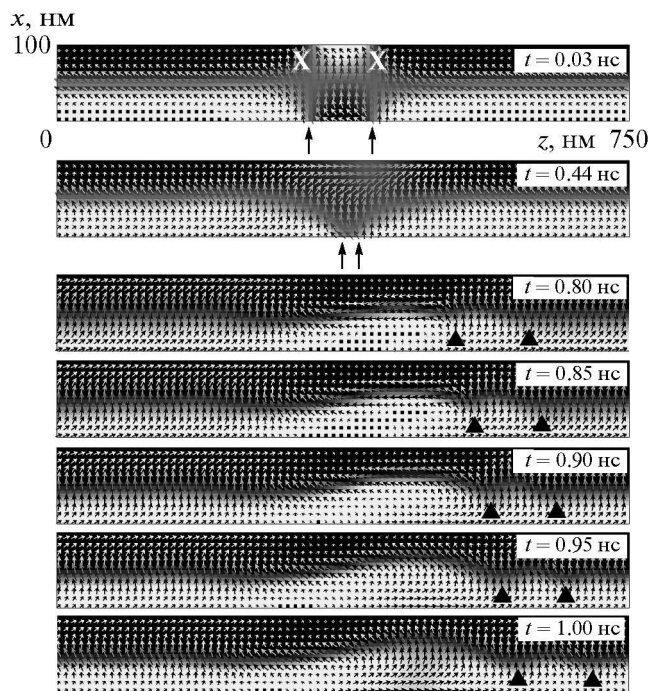 x, нм
100
X X
t = 0.03 нс
0
z, нм 750
t = 0.44 нс
t = 0.80 нс
t = 0.85 нс
t = 0.90 нс
t = 0.95 нс
t = 1.00 нс